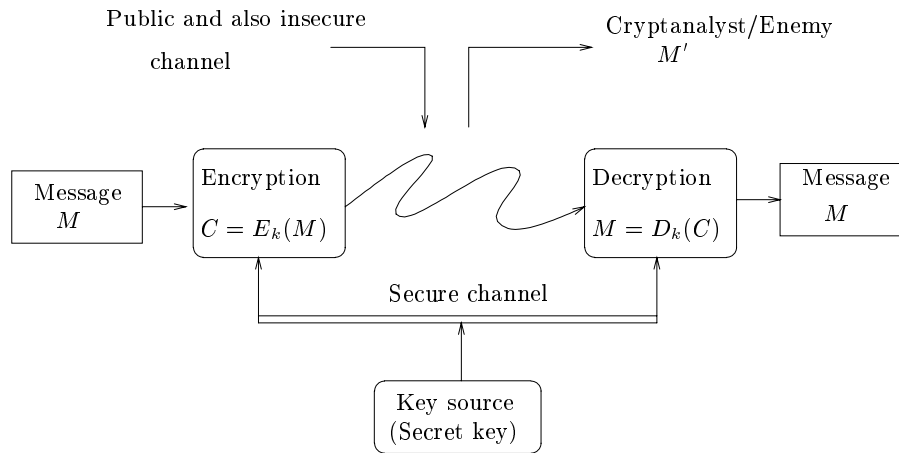 Public and also insecure
channel
Cryptanalyst/Enemy
M′
Message
M
Encryption
C = E_k(M)
Decryption
M = D_k(C)
Message
M
Secure channel
Key source
(Secret key)